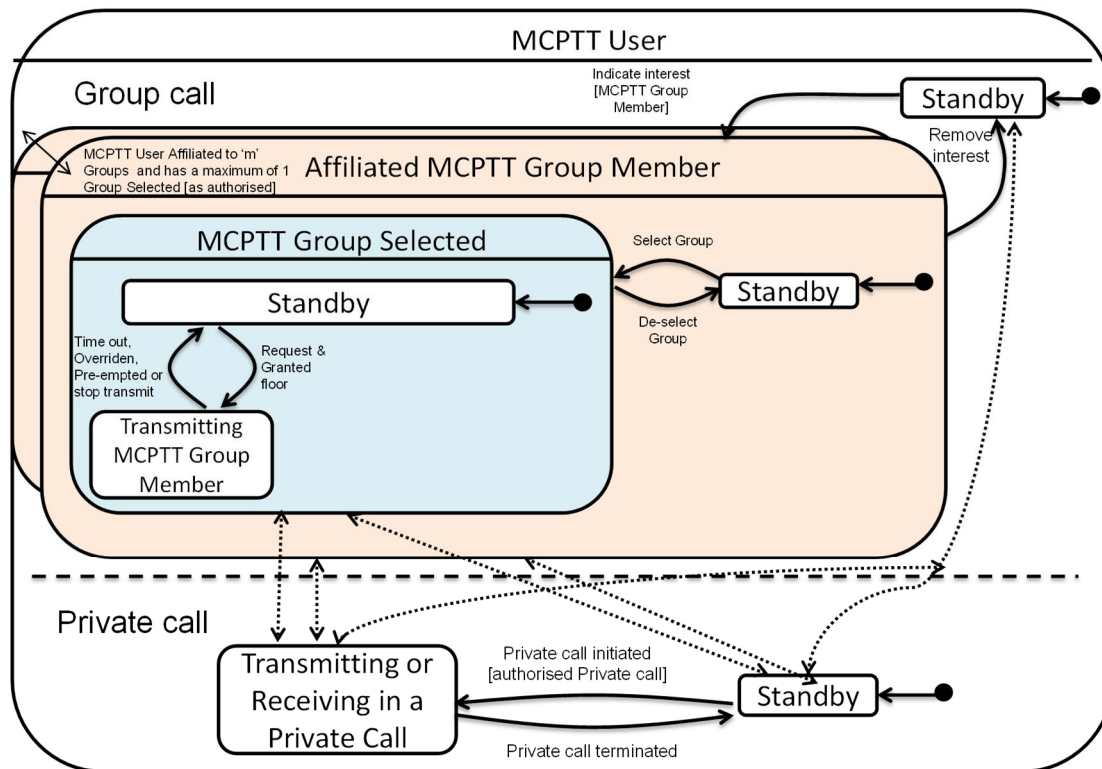 MCPTT User
Group call
Indicate interest
[MCPTT Group
Member]
Standby
Remove
interest
MCPTT User Affiliated to ‘m’
Groups  and has a maximum of 1
Group Selected [as authorised]
Affiliated MCPTT Group Member
MCPTT Group Selected
Select Group
Standby
De-select
Group
Standby
Time out,
Overriden,
Pre-empted or
stop transmit
Request &
Granted
floor
Transmitting
MCPTT Group
Member
Private call
Transmitting or
Receiving in a
Private Call
Private call initiated
[authorised Private call]
Standby
Private call terminated